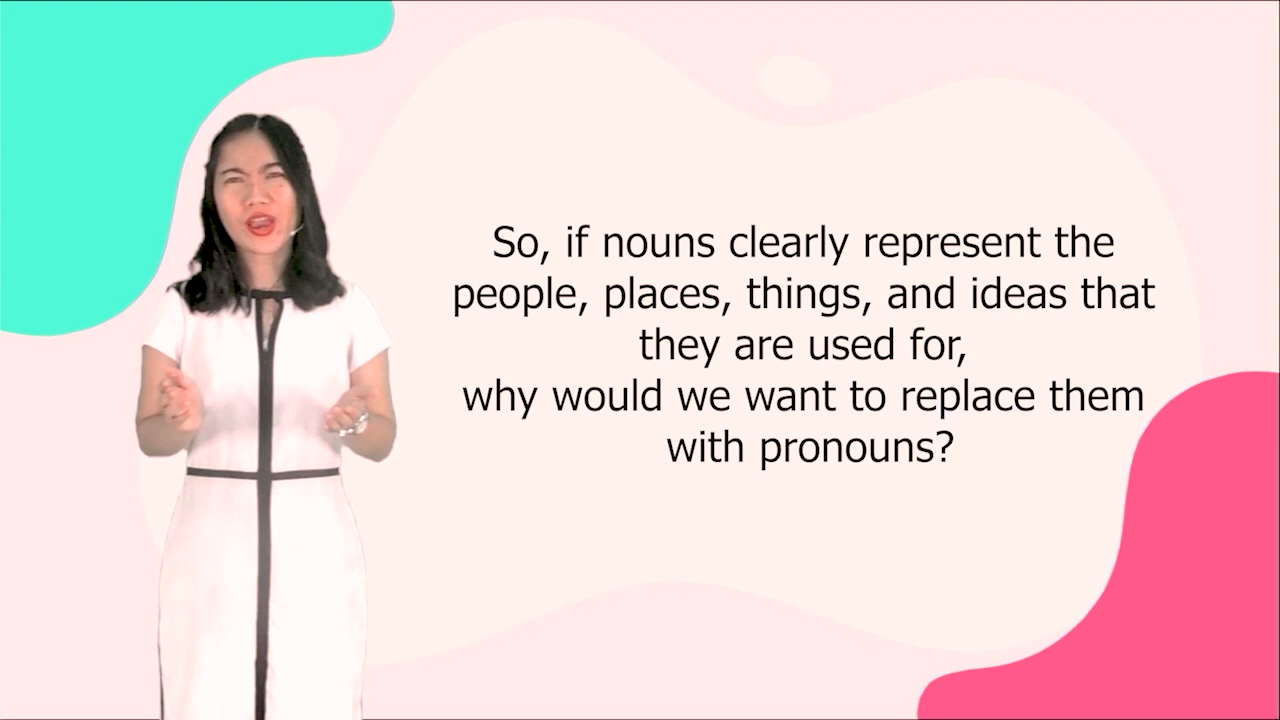 So, if nouns clearly represent the
people, places, things, and ideas that
they are used for,
why would we want to replace them
with pronouns?